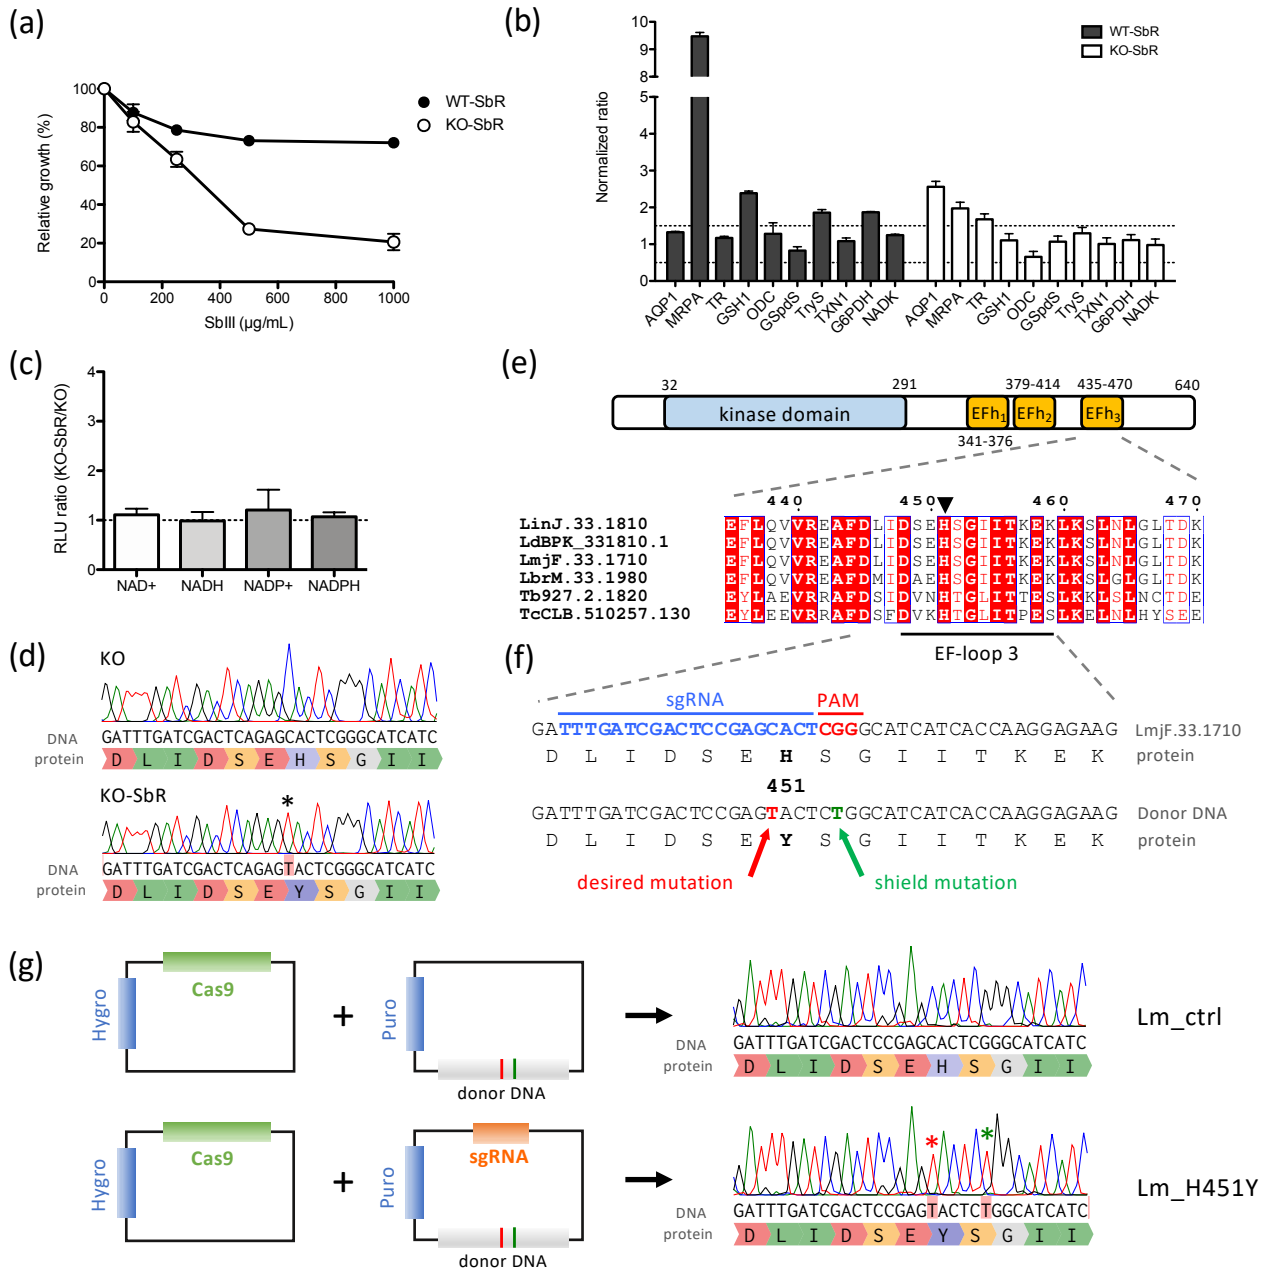 (a)
100
80
60
40
20
0
Relative growth (%)
0 200 400 600 800 1000
SbIII (µg/mL)
WT-SbR
KO-SbR
(b)
10
9
8
5
4
3
2
1
0
Normalized ratio
WT-SbR
KO-SbR
AQP1 MRPA TR GSH1 ODC GSpdS TryS TXN1 G6PDH NADK AQP1 MRPA TR GSH1 ODC GSpdS TryS TXN1 G6PDH NADK
(c)
4
3
2
1
0
RLU ratio (KO-SbR/KO)
NAD+ NADH NADP+ NADPH
(e)
32 291 379-414 435-470 640
kinase domain EFh1 EFh2 EFh3
341-376
440 450 460 470
LinJ.33.1810 EFLQVVREAFDLIDSEHSGIITKEKLKSLNLGLTDK
LdBPK_331810.1 EFLQVVREAFDLIDSEHSGIITKEKLKSLNLGLTDK
LmjF.33.1710 EFLQVVREAFDLIDSEHSGIITKEKLKSLNLGLTDK
LbrM.33.1980 EFLQVVREAFDMIDAEHSGIITKEKLKSLGLGLTDK
Tb927.2.1820 EYLAEVRRAFDSIDVNHTGLITTESLKKLSLNCTDE
TcCLB.510257.130 EYLEEVRRAFDSFDVKHTGLITPESLKELNLHYSEE
EF-loop 3
(d)
KO
DNA GATTTGATCGACTCAGAGCACTCGGGCATCATC
protein D L I D S E H S G I I
KO-SbR
*
DNA GATTTGATCGACTCAGAGTACTCGGGCATCATC
protein D L I D S E Y S G I I
(f)
sgRNA PAM
GATTTGATCGACTCCGAGCACTCGGGCATCATCACCAAGGAGAAG LmjF.33.1710
D L I D S E H S G I I T K E K protein
451
GATTTGATCGACTCCGAGTACTCTGGCATCATCACCAAGGAGAAG Donor DNA
D L I D S E Y S G I I T K E K protein
desired mutation shield mutation
(g)
Hygro
Cas9
+
Puro
donor DNA
DNA GATTTGATCGACTCCGAGCACTCGGGCATCATC
protein D L I D S E H S G I I
Lm_ctrl
Hygro
Cas9
+
Puro
sgRNA
donor DNA
* *
DNA GATTTGATCGACTCCGAGTACTCTGGCATCATC
protein D L I D S E Y S G I I
Lm_H451Y